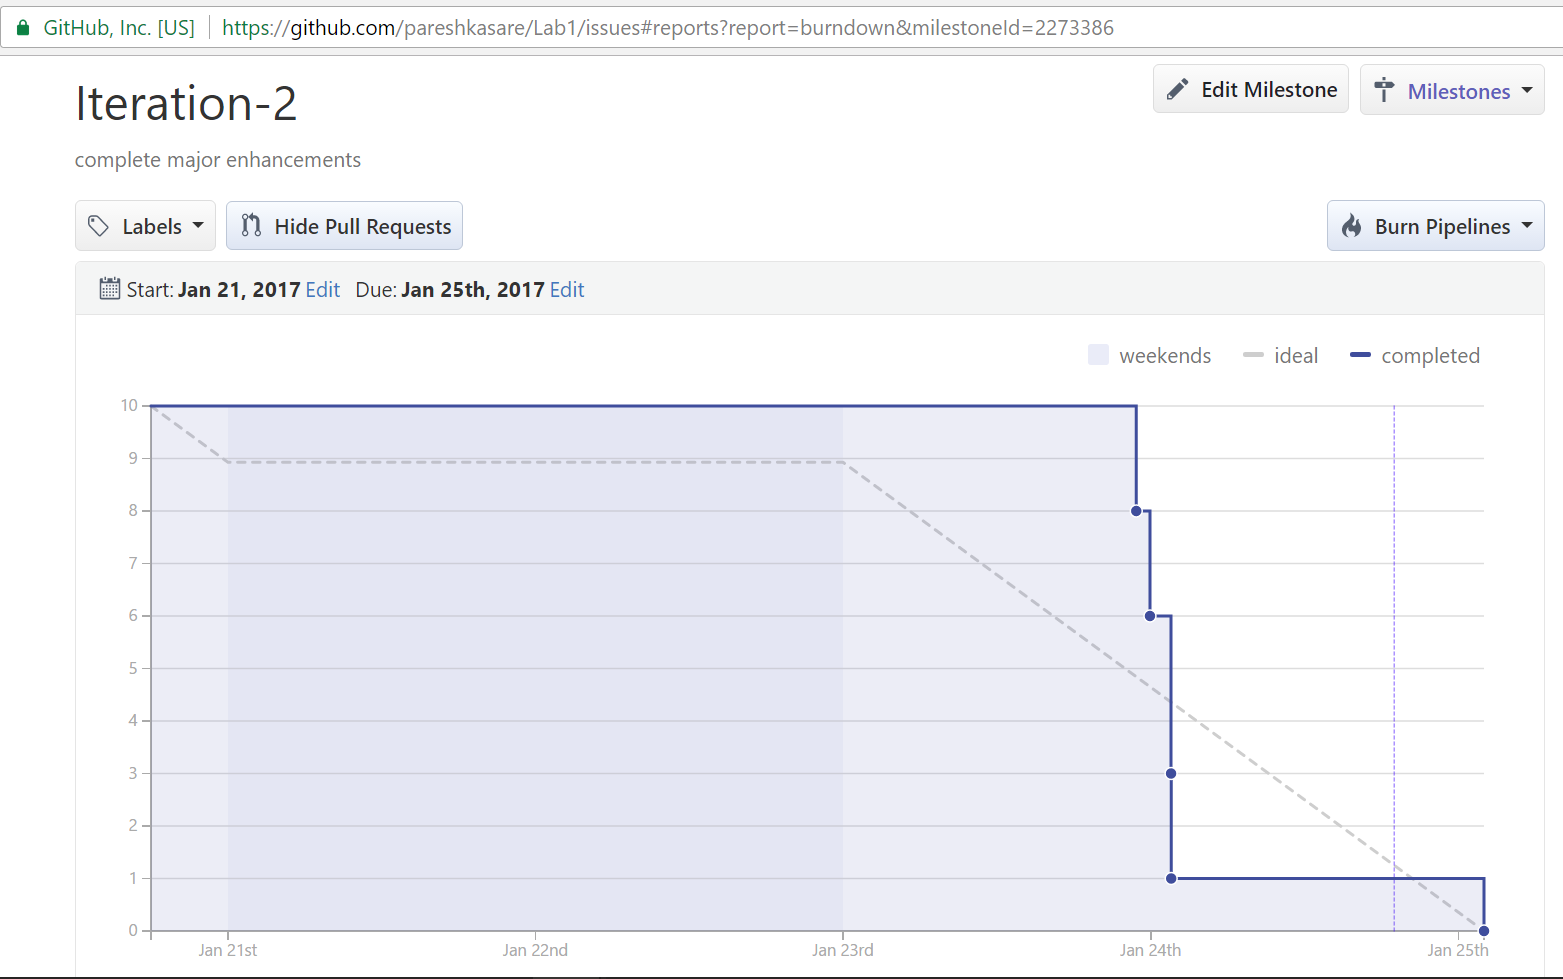 GitHub, Inc. [US] https://github.com/pareshkasare/Lab1/issues#reports?report=burndown&milestoneId=2273386
Iteration-2
Edit Milestone
Milestones
complete major enhancements
Labels
Hide Pull Requests
Burn Pipelines
Start: Jan 21, 2017 Edit Due: Jan 25th, 2017 Edit
weekends ideal completed
10
9
8
7
6
5
4
3
2
1
0
Jan 21st Jan 22nd Jan 23rd Jan 24th Jan 25th